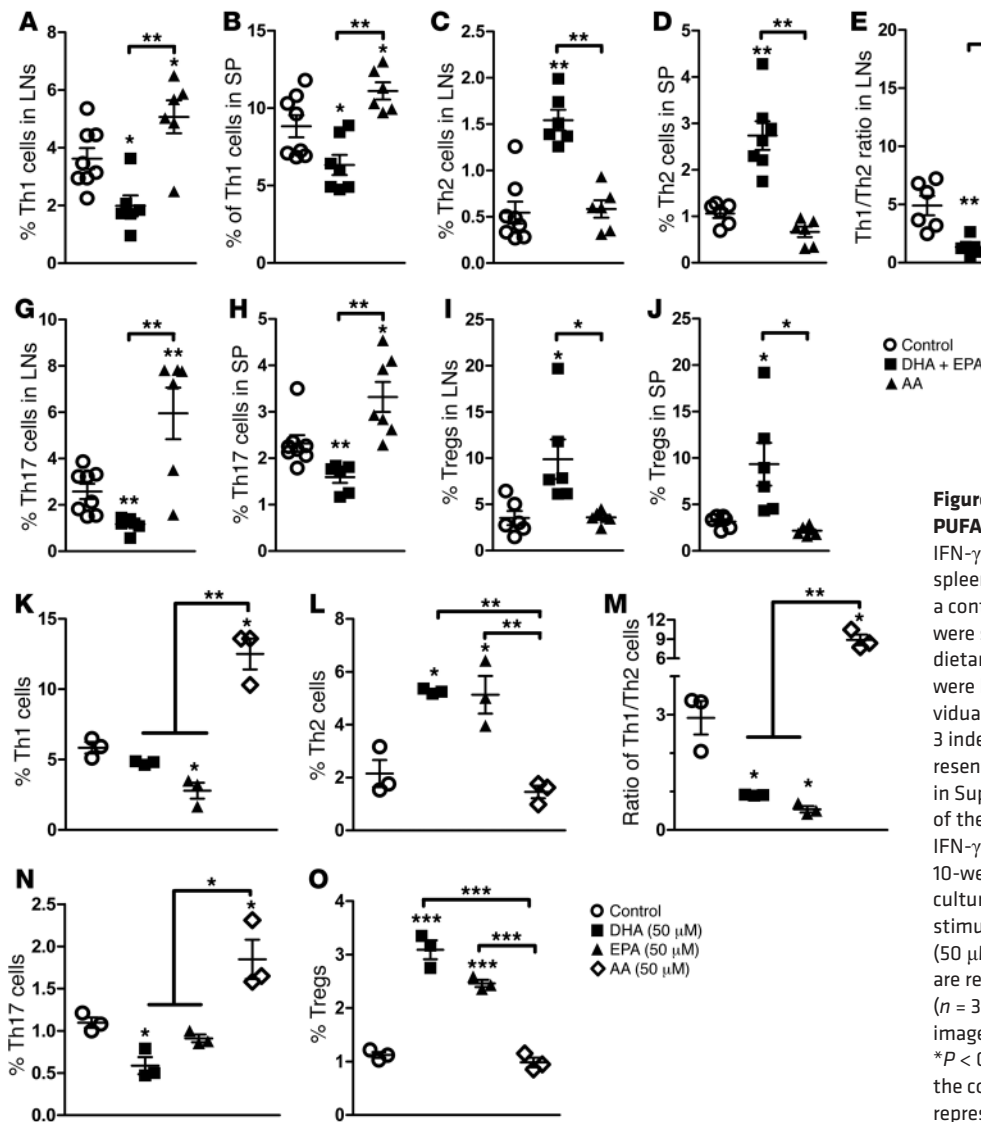 A
% Th1 cells in LNs
8
6
4
2
0
**
*
*
B
% of Th1 cells in SP
15
10
5
0
**
*
*
C
% Th2 cells in LNs
2.5
2.0
1.5
1.0
0.5
0.0
**
**
D
% Th2 cells in SP
5
4
3
2
1
0
**
**
E
Th1/Th2 ratio in LNs
20
15
10
5
0
**
G
% Th17 cells in LNs
10
8
6
4
2
0
**
**
**
H
% Th17 cells in SP
5
4
3
2
1
0
**
*
**
I
% Tregs in LNs
25
20
15
10
5
0
*
*
J
% Tregs in SP
25
20
15
10
5
0
*
*
Control
DHA + EPA
AA
K
% Th1 cells
15
10
5
0
**
*
*
L
% Th2 cells
8
6
4
2
0
**
**
*
*
M
Ratio of Th1/Th2 cells
12
9
6
3
0
**
*
*
*
N
% Th17 cells
2.5
2.0
1.5
1.0
0.5
0.0
*
*
*
O
% Tregs
4
3
2
1
0
***
***
***
***
Control
DHA (50 μM)
EPA (50 μM)
AA (50 μM)
Figure
PUFA
IFN-γ
spleen
a cont
were s
dietar
were
vidua
3 inde
resen
in Sup
of the
IFN-γ
10-we
cultur
stimu
(50 μ
are re
(n = 3
image
*P < 0
the co
repres